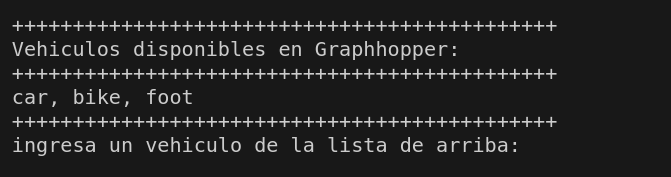 +++++++++++++++++++++++++++++++++++++++++++++
Vehiculos disponibles en Graphhopper:
+++++++++++++++++++++++++++++++++++++++++++++
car, bike, foot
+++++++++++++++++++++++++++++++++++++++++++++
ingresa un vehiculo de la lista de arriba: